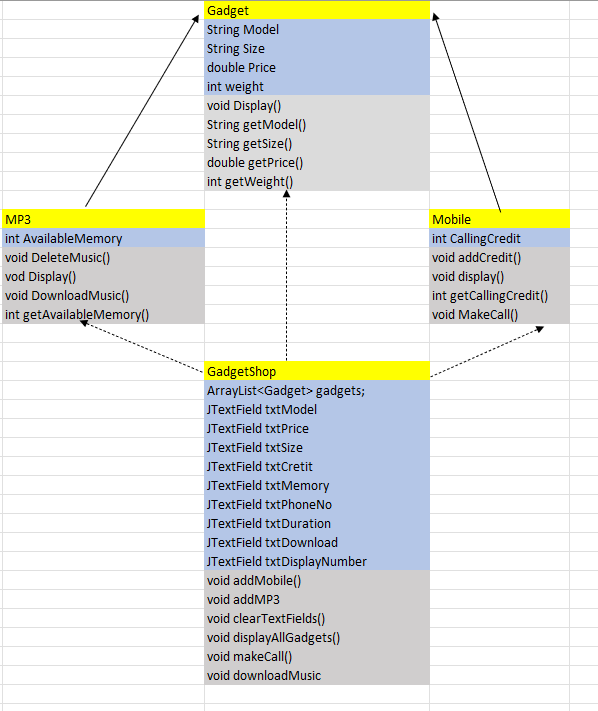 Gadget
String Model
String Size
double Price
int weight
void Display()
String getModel()
String getSize()
double getPrice()
int getWeight()
MP3
int AvailableMemory
void DeleteMusic()
vod Display()
void DownloadMusic()
int getAvailableMemory()
Mobile
int CallingCredit
void addCredit()
void display()
int getCallingCredit()
void MakeCall()
GadgetShop
ArrayList<Gadget> gadgets;
JTextField txtModel
JTextField txtPrice
JTextField txtSize
JTextField txtCretit
JTextField txtMemory
JTextField txtPhoneNo
JTextField txtDuration
JTextField txtDownload
JTextField txtDisplayNumber
void addMobile()
void addMP3
void clearTextFields()
void displayAllGadgets()
void makeCall()
void downloadMusic